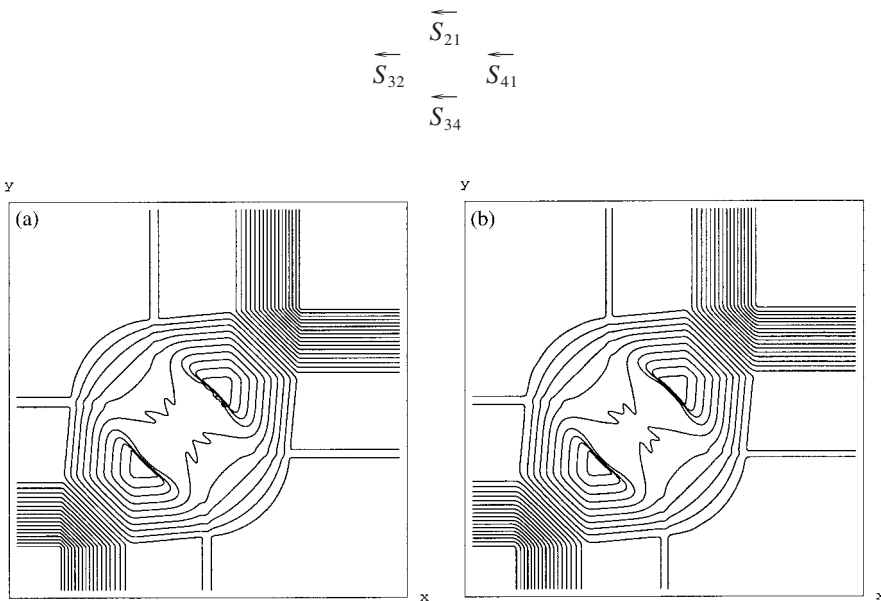 S₂₁
S₃₂ S₄₁
S₃₄
y y
(a) (b)
x x